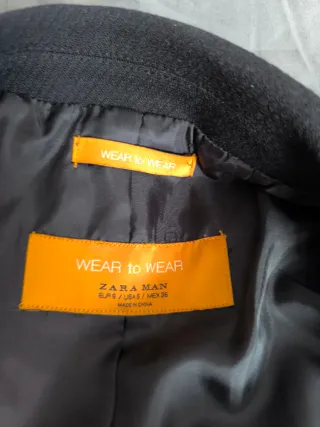 WEAR to WEAR
WEAR to WEAR
ZARA MAN
EUR S / USA S / MEX 36
MADE IN CHINA